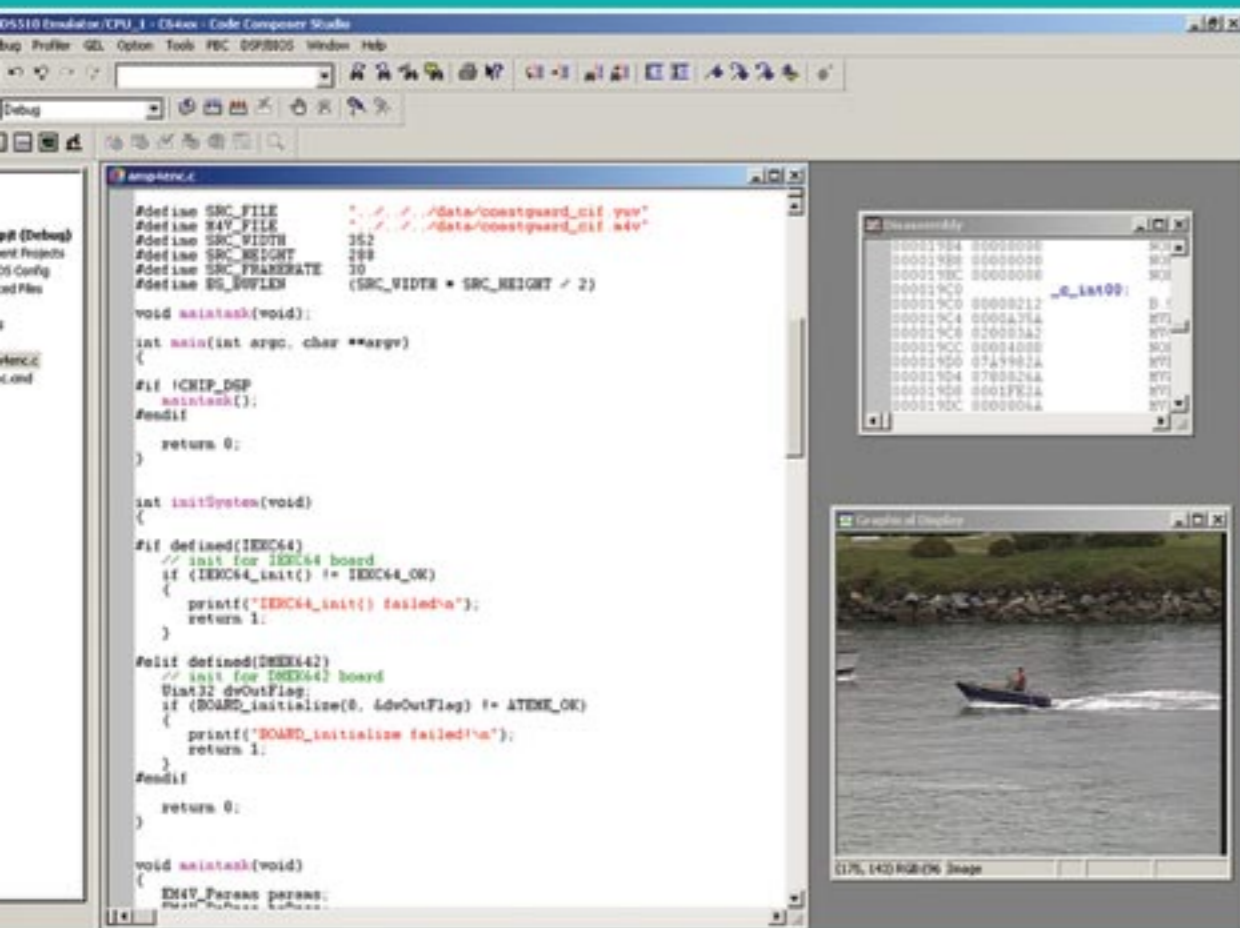 DS510 Emulator/CPU_1 - C64xx - Code Composer Studio
bug Profiler GEL Option Tools PBC DSP/BIOS Window Help
Debug
amp4enc.c
#define SRC_FILE "../../../data/coastguard_cif.yuv"
#define M4V_FILE "../../../data/coastguard_cif.m4v"
#define SRC_WIDTH 352
#define SRC_HEIGHT 288
#define SRC_FRAMERATE 30
#define BS_BUFLEN (SRC_WIDTH * SRC_HEIGHT / 2)
void maintask(void);
int main(int argc, char **argv)
{
#if !CHIP_DSP
maintask();
#endif
return 0;
}
int initSystem(void)
{
#if defined(IEKC64)
// init for IEKC64 board
if (IEKC64_init() != IEKC64_OK)
{
printf("IEKC64_init() failed\n");
return 1;
}
#elif defined(DMEK642)
// init for DMEK642 board
Uint32 dvOutFlag;
if (BOARD_initialize(0, &dvOutFlag) != ATEME_OK)
{
printf("BOARD_initialize failed!\n");
return 1;
}
#endif
return 0;
}
void maintask(void)
{
EM4V_Params params;
(Debug)
ent Projects
OS Config
ed Files
4enc.c
c.cmd
Disassembly
000019B4 00000000
000019B8 00000000
000019BC 00000000
000019C0 _c_int00:
000019C0 00000212
000019C4
000019C8 020003A2
000019CC 00004000
000019D0
000019D4 0780026A
000019D8
000019DC 0000006A
Graphical Display
(175, 142) RGB:(96 Image